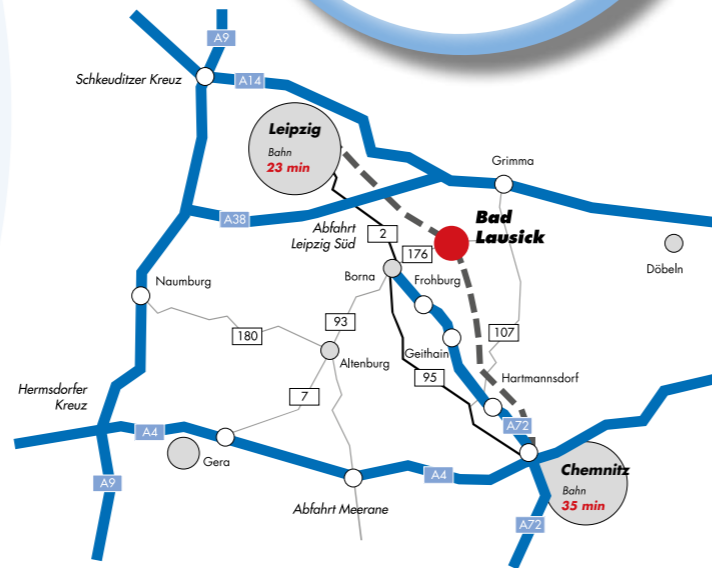 A9
Schkeuditzer Kreuz
A14
Leipzig
Bahn
23 min
Grimma
A38
Abfahrt
Leipzig Süd
2
Bad
Lausick
176
Döbeln
Borna
Frohburg
Naumburg
93
180
107
Altenburg
Geithain
95
Hartmannsdorf
7
Hermsdorfer
Kreuz
A4
A72
Gera
A4
Chemnitz
Bahn
35 min
A9
Abfahrt Meerane
A72